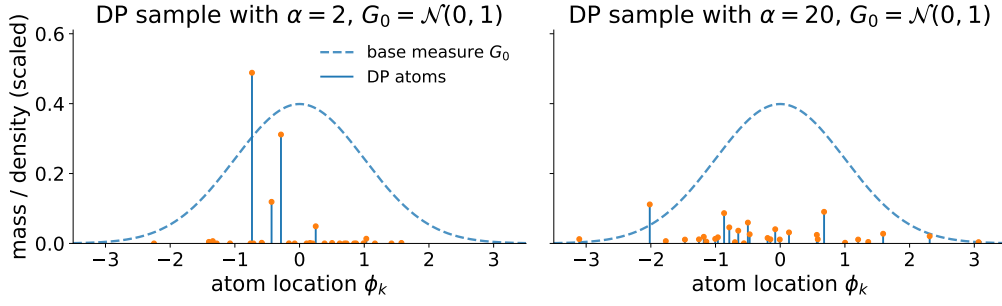 DP sample with α = 2, G₀ = 𝒩(0, 1)
mass / density (scaled)
0.6
0.4
0.2
0.0
base measure G₀
DP atoms
−3 −2 −1 0 1 2 3
atom location ϕₖ
DP sample with α = 20, G₀ = 𝒩(0, 1)
−3 −2 −1 0 1 2 3
atom location ϕₖ